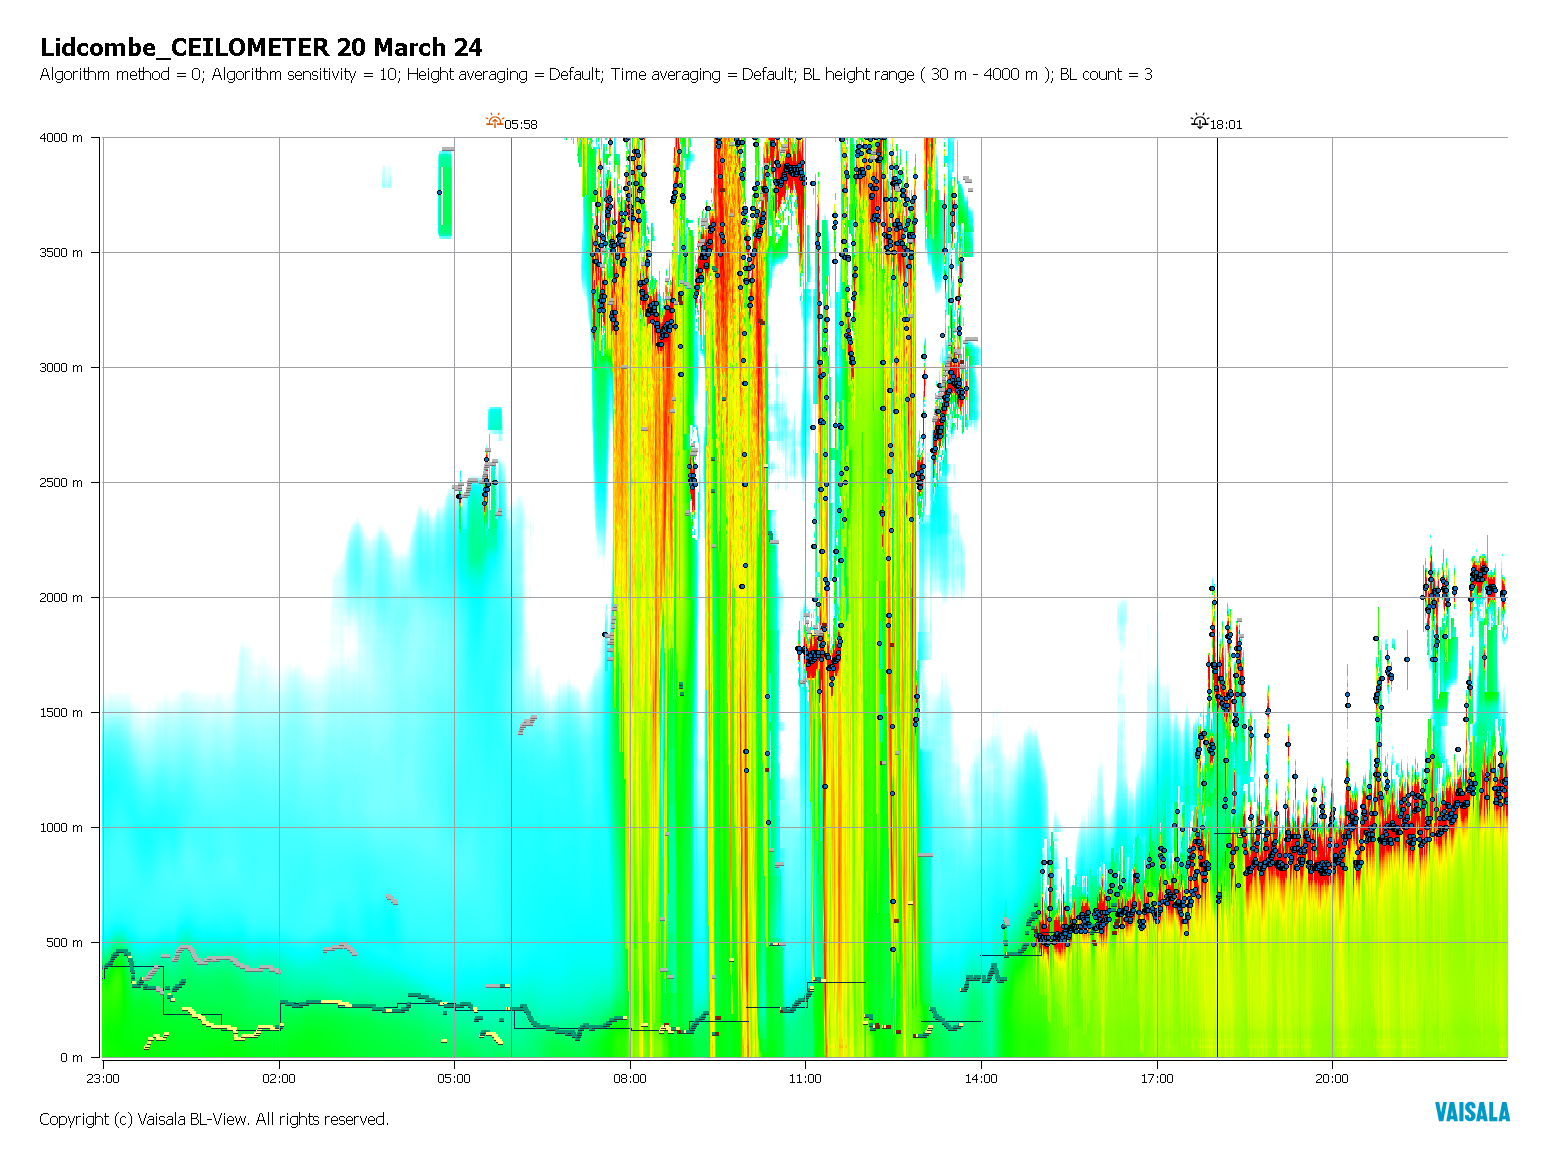 Lidcombe_CEILOMETER 20 March 24
Algorithm method = 0; Algorithm sensitivity = 10; Height averaging = Default; Time averaging = Default; BL height range ( 30 m - 4000 m ); BL count = 3
05:58
18:01
4000 m
3500 m
3000 m
2500 m
2000 m
1500 m
1000 m
500 m
0 m
23:00 02:00 05:00 08:00 11:00 14:00 17:00 20:00
Copyright (c) Vaisala BL-View. All rights reserved.
VAISALA